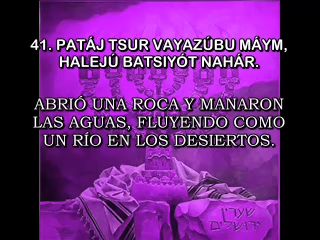 41. PATÁJ TSUR VAYAZÚBU MÁYM,
HALEJÚ BATSIYÓT NAHÁR.
ABRIÓ UNA ROCA Y MANARON
LAS AGUAS, FLUYENDO COMO
UN RÍO EN LOS DESIERTOS.